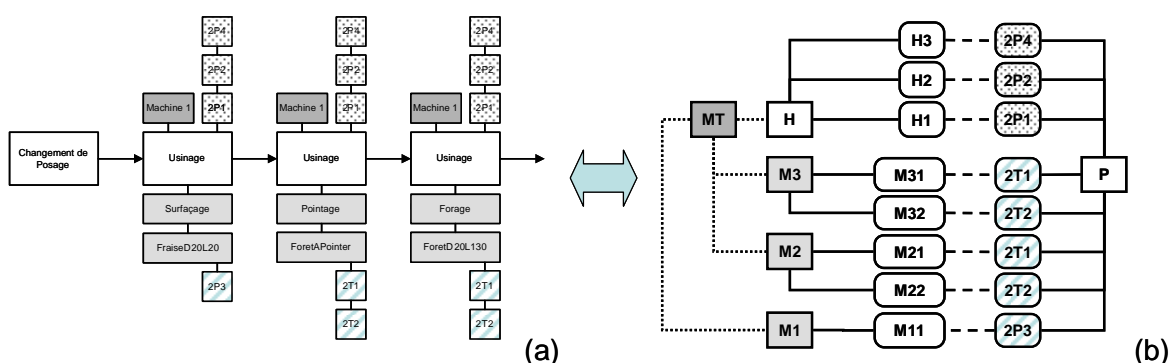 2P4
2P2
Machine 1
2P1
2P4
2P2
Machine 1
2P1
2P4
2P2
Machine 1
2P1
Changement de
Posage
Usinage
Usinage
Usinage
Surfaçage
Pointage
Forage
FraiseD20L20
ForetAPointer
ForetD20L130
2P3
2T1
2T2
2T1
2T2
(a)
H3
2P4
H2
2P2
MT
H
H1
2P1
M3
M31
2T1
P
M32
2T2
M2
M21
2T1
M22
2T2
M1
M11
2P3
(b)